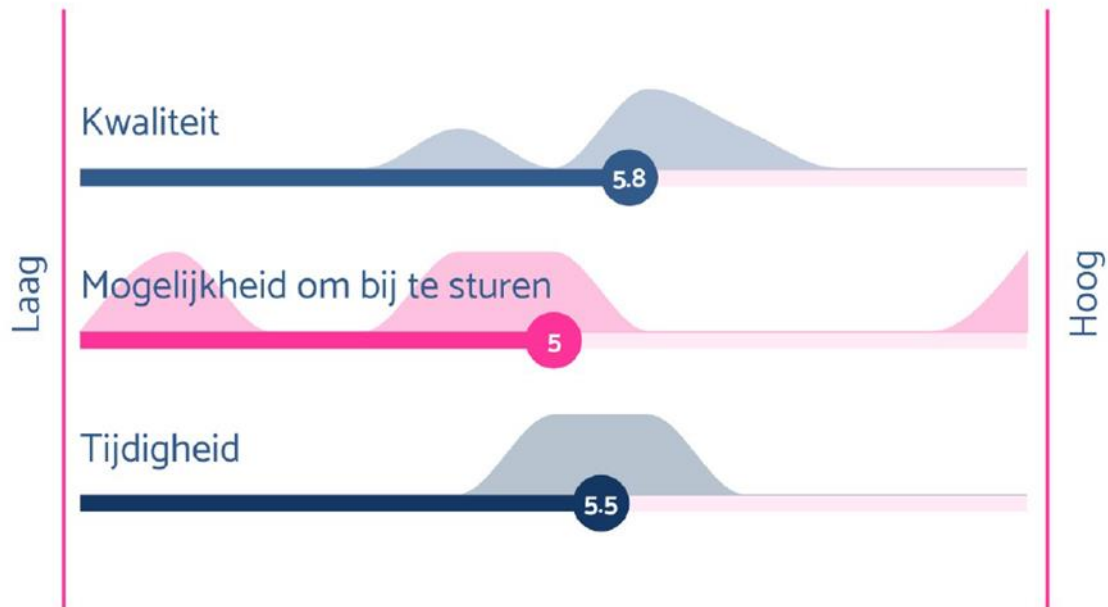 Kwaliteit
5.8
Laag
Mogelijkheid om bij te sturen
5
Hoog
Tijdigheid
5.5